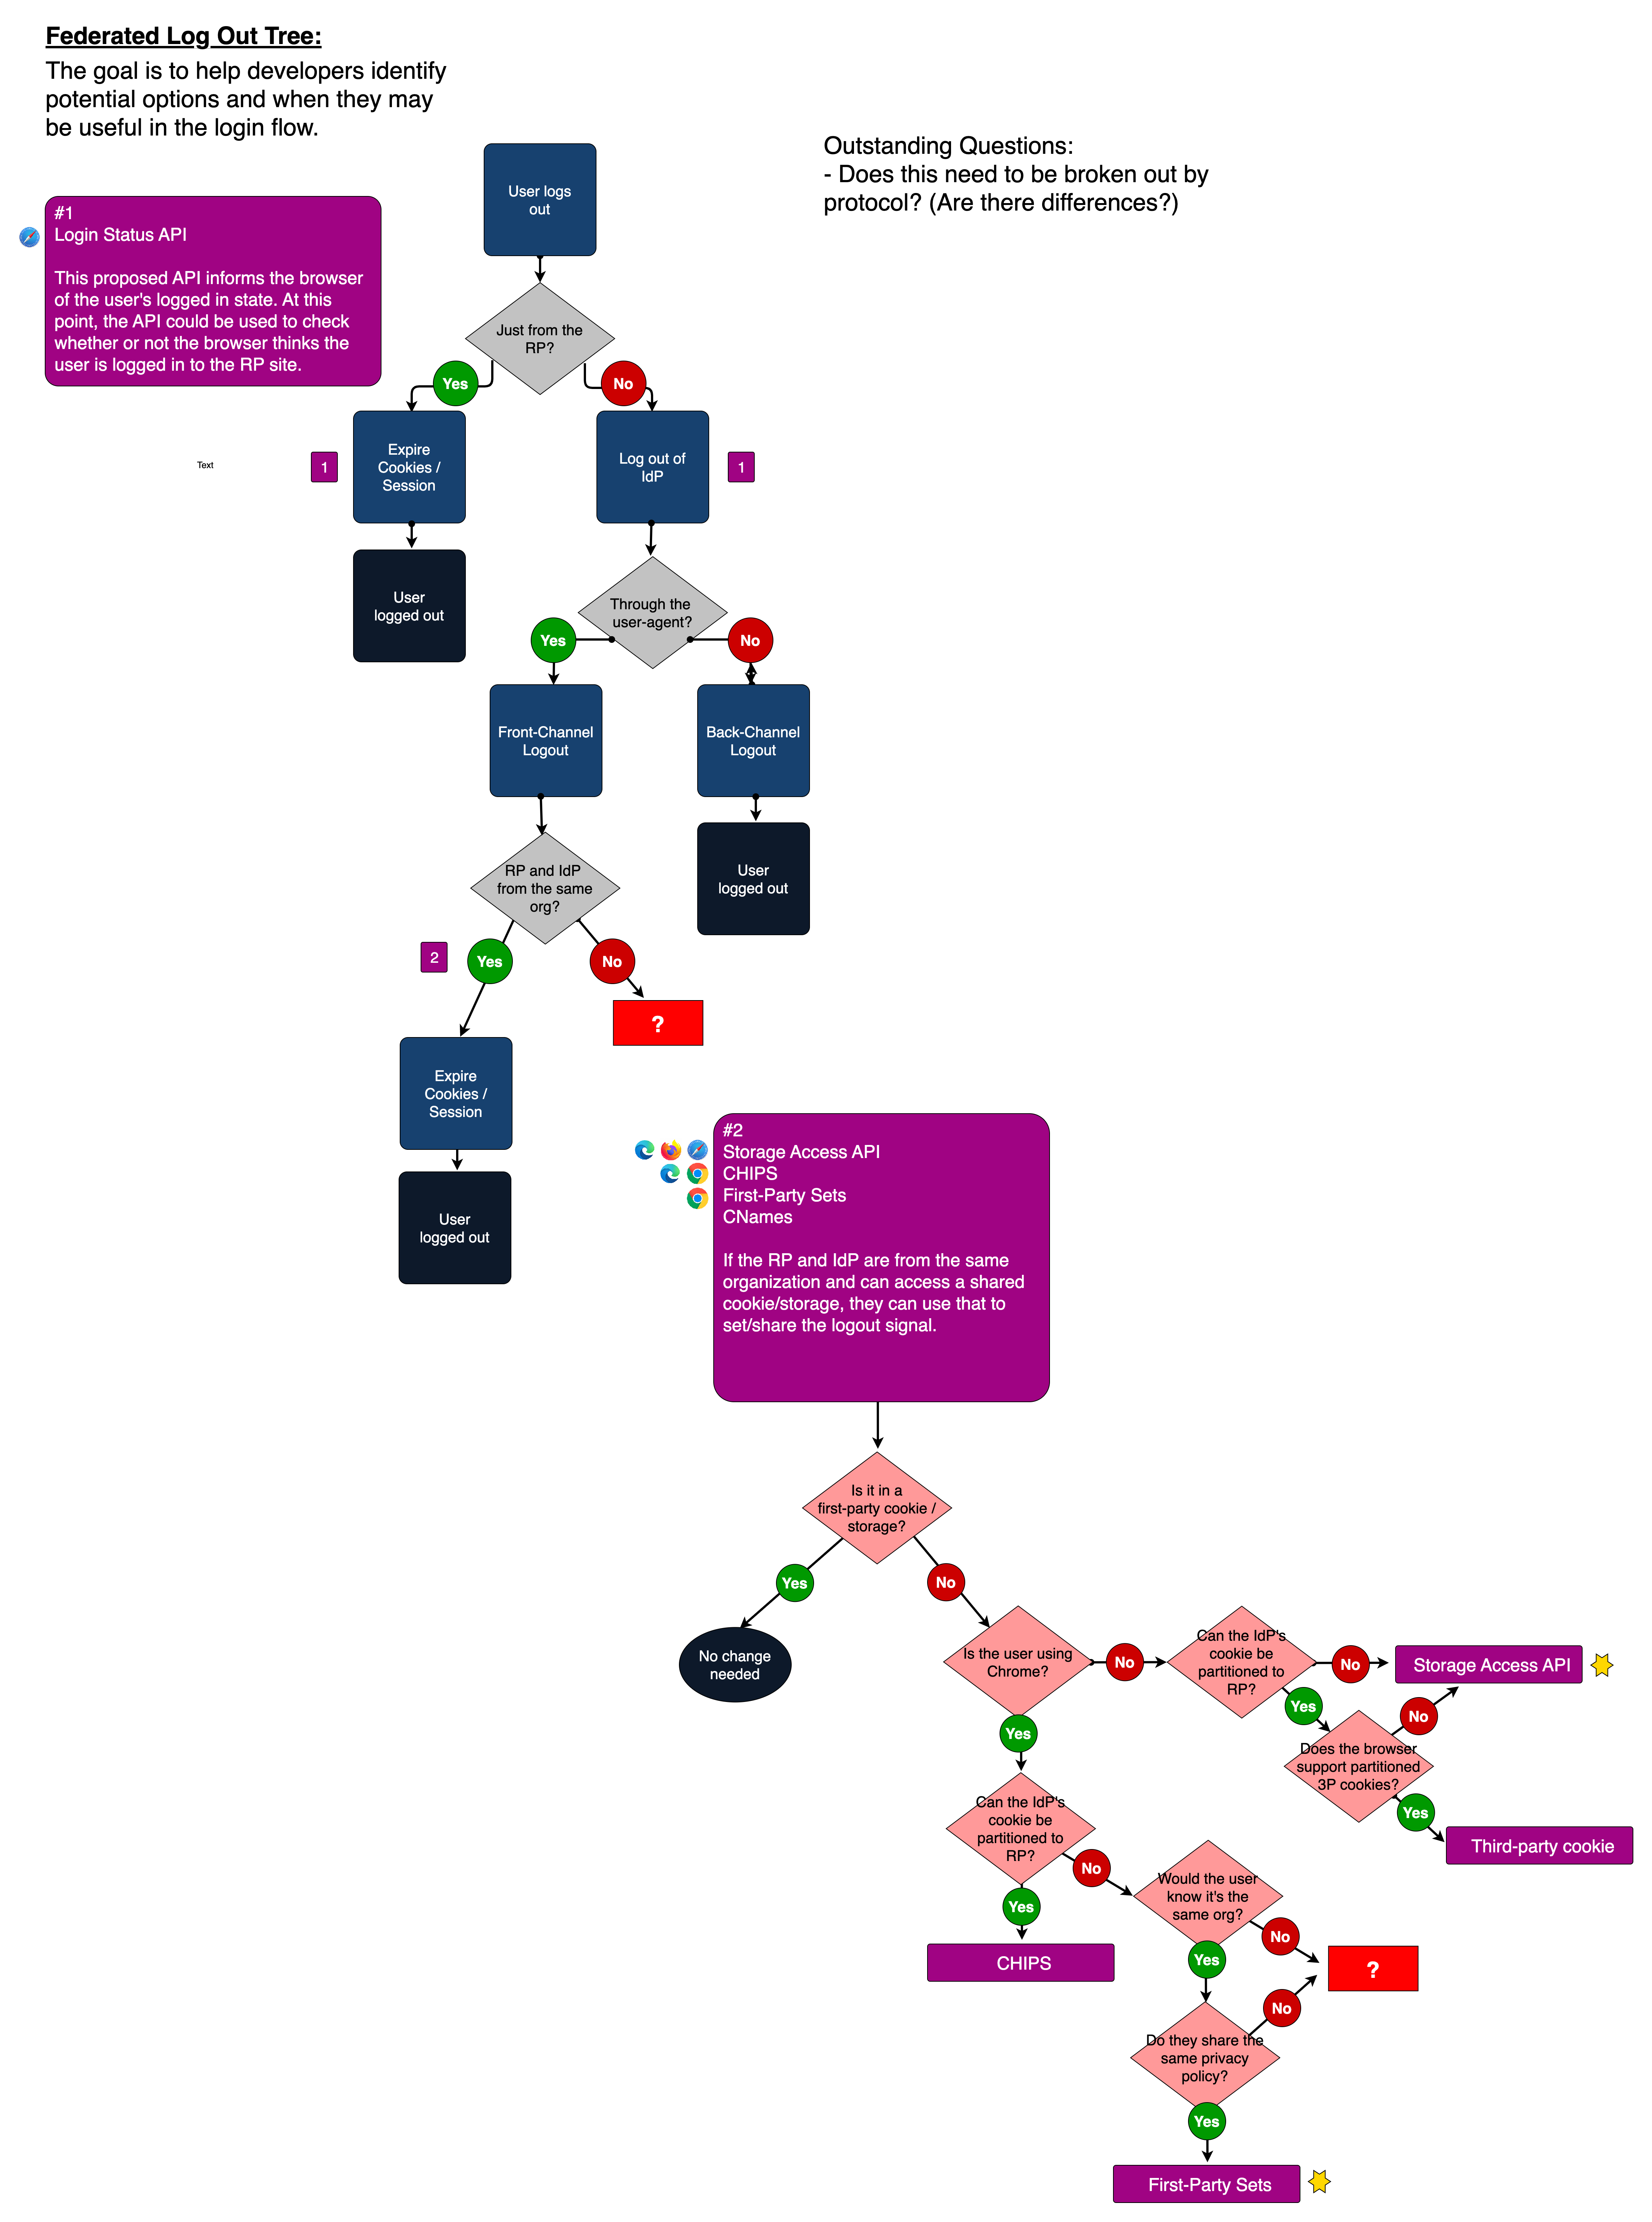 Federated Log Out Tree:
The goal is to help developers identify
potential options and when they may
be useful in the login flow.
Outstanding Questions:
- Does this need to be broken out by
protocol? (Are there differences?)
User logs
out
#1
Login Status API
This proposed API informs the browser
of the user's logged in state. At this
point, the API could be used to check
whether or not the browser thinks the
user is logged in to the RP site.
Just from the
RP?
Yes
No
Text
1
Expire
Cookies /
Session
Log out of
IdP
1
User
logged out
Through the
user-agent?
Yes
No
Front-Channel
Logout
Back-Channel
Logout
RP and IdP
from the same
org?
User
logged out
2
Yes
No
?
Expire
Cookies /
Session
User
logged out
#2
Storage Access API
CHIPS
First-Party Sets
CNames
If the RP and IdP are from the same
organization and can access a shared
cookie/storage, they can use that to
set/share the logout signal.
Is it in a
first-party cookie /
storage?
Yes
No
No change
needed
Is the user using
Chrome?
No
Can the IdP's
cookie be
partitioned to
RP?
No
Storage Access API
Yes
No
Does the browser
support partitioned
3P cookies?
Yes
Third-party cookie
Yes
Can the IdP's
cookie be
partitioned to
RP?
No
Yes
CHIPS
Would the user
know it's the
same org?
No
Yes
?
No
Do they share the
same privacy
policy?
Yes
First-Party Sets